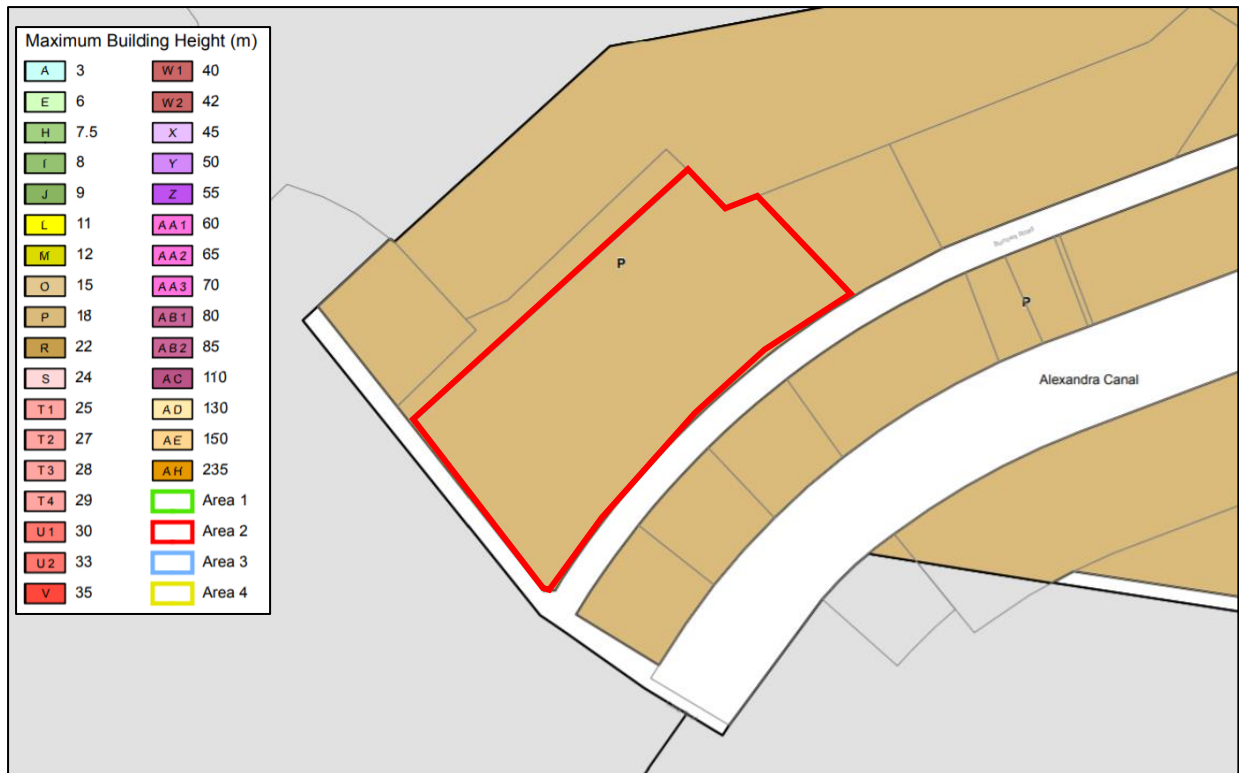 Maximum Building Height (m)
A 3 W1 40
E 6 W2 42
H 7.5 X 45
I 8 Y 50
J 9 Z 55
L 11 AA1 60
M 12 AA2 65
O 15 AA3 70
P 18 AB1 80
R 22 AB2 85
S 24 AC 110
T1 25 AD 130
T2 27 AE 150
T3 28 AH 235
T4 29 Area 1
U1 30 Area 2
U2 33 Area 3
V 35 Area 4
P
Burrows Road
P
Alexandra Canal